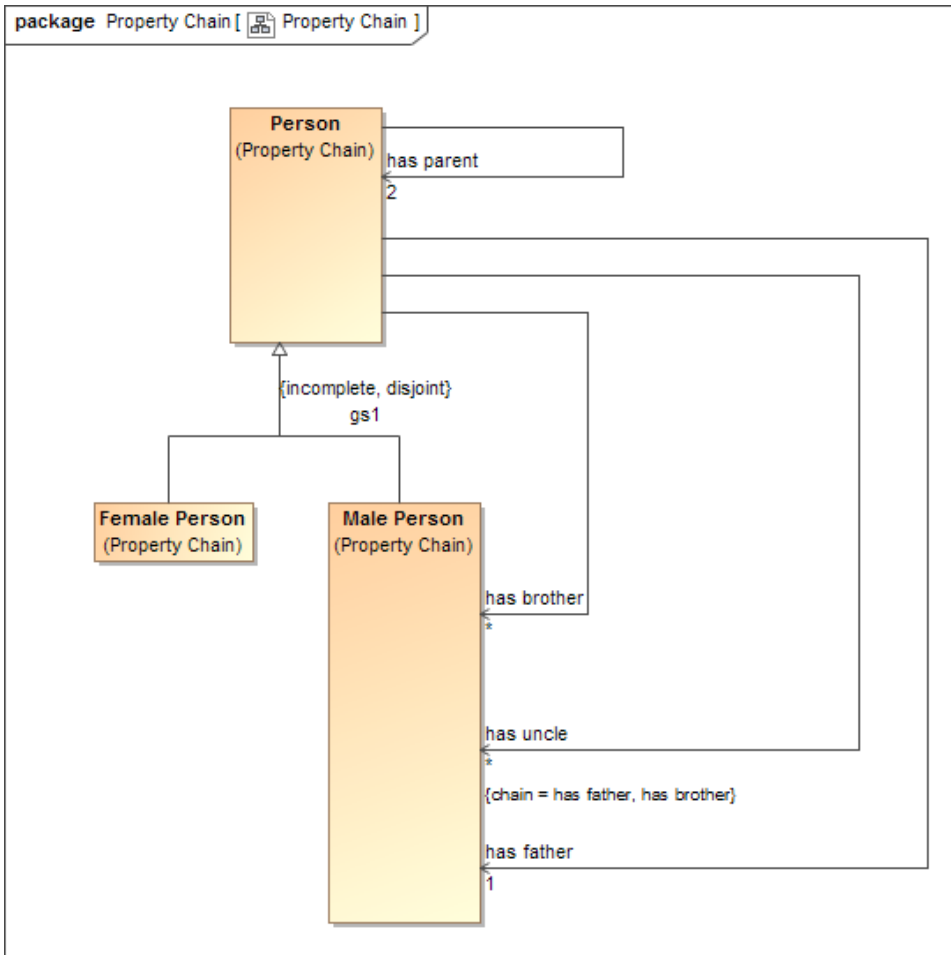 package Property Chain [ Property Chain ]
Person
(Property Chain)
has parent
2
{incomplete, disjoint}
gs1
Female Person
(Property Chain)
Male Person
(Property Chain)
has brother
*
has uncle
*
{chain = has father, has brother}
has father
1